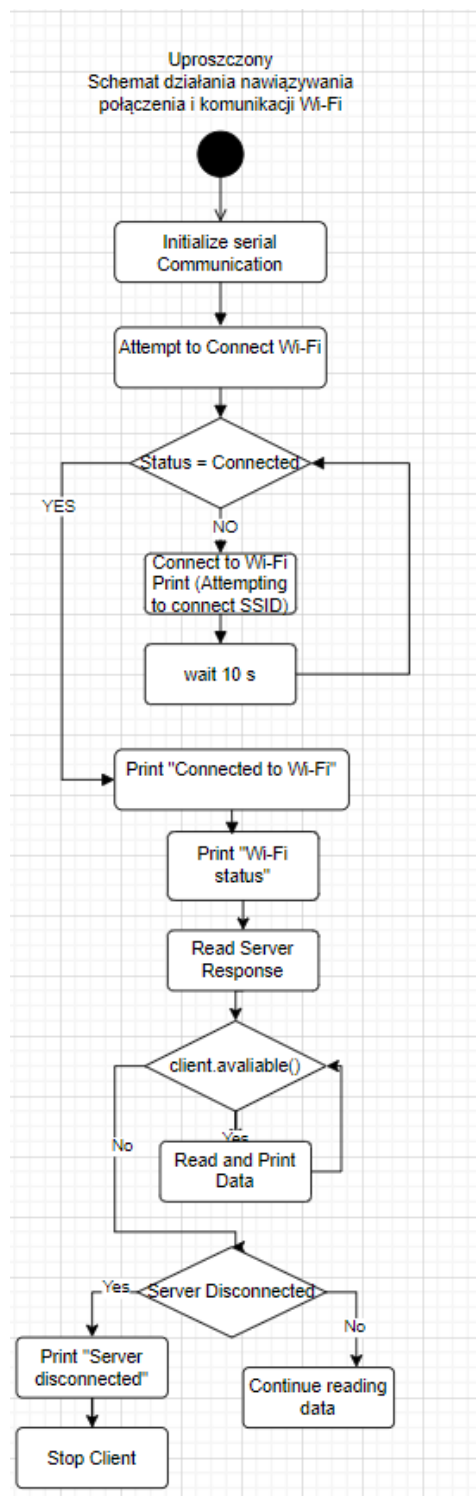 Uproszczony
Schemat działania nawiązywania
połączenia i komunikacji Wi-Fi
Initialize serial
Communication
Attempt to Connect Wi-Fi
Status = Connected
YES
NO
Connect to Wi-Fi
Print (Attempting
to connect SSID)
wait 10 s
Print "Connected to Wi-Fi"
Print "Wi-Fi
status"
Read Server
Response
client.avaliable()
No
Yes
Read and Print
Data
Server Disconnected
Yes
No
Print "Server
disconnected"
Continue reading
data
Stop Client